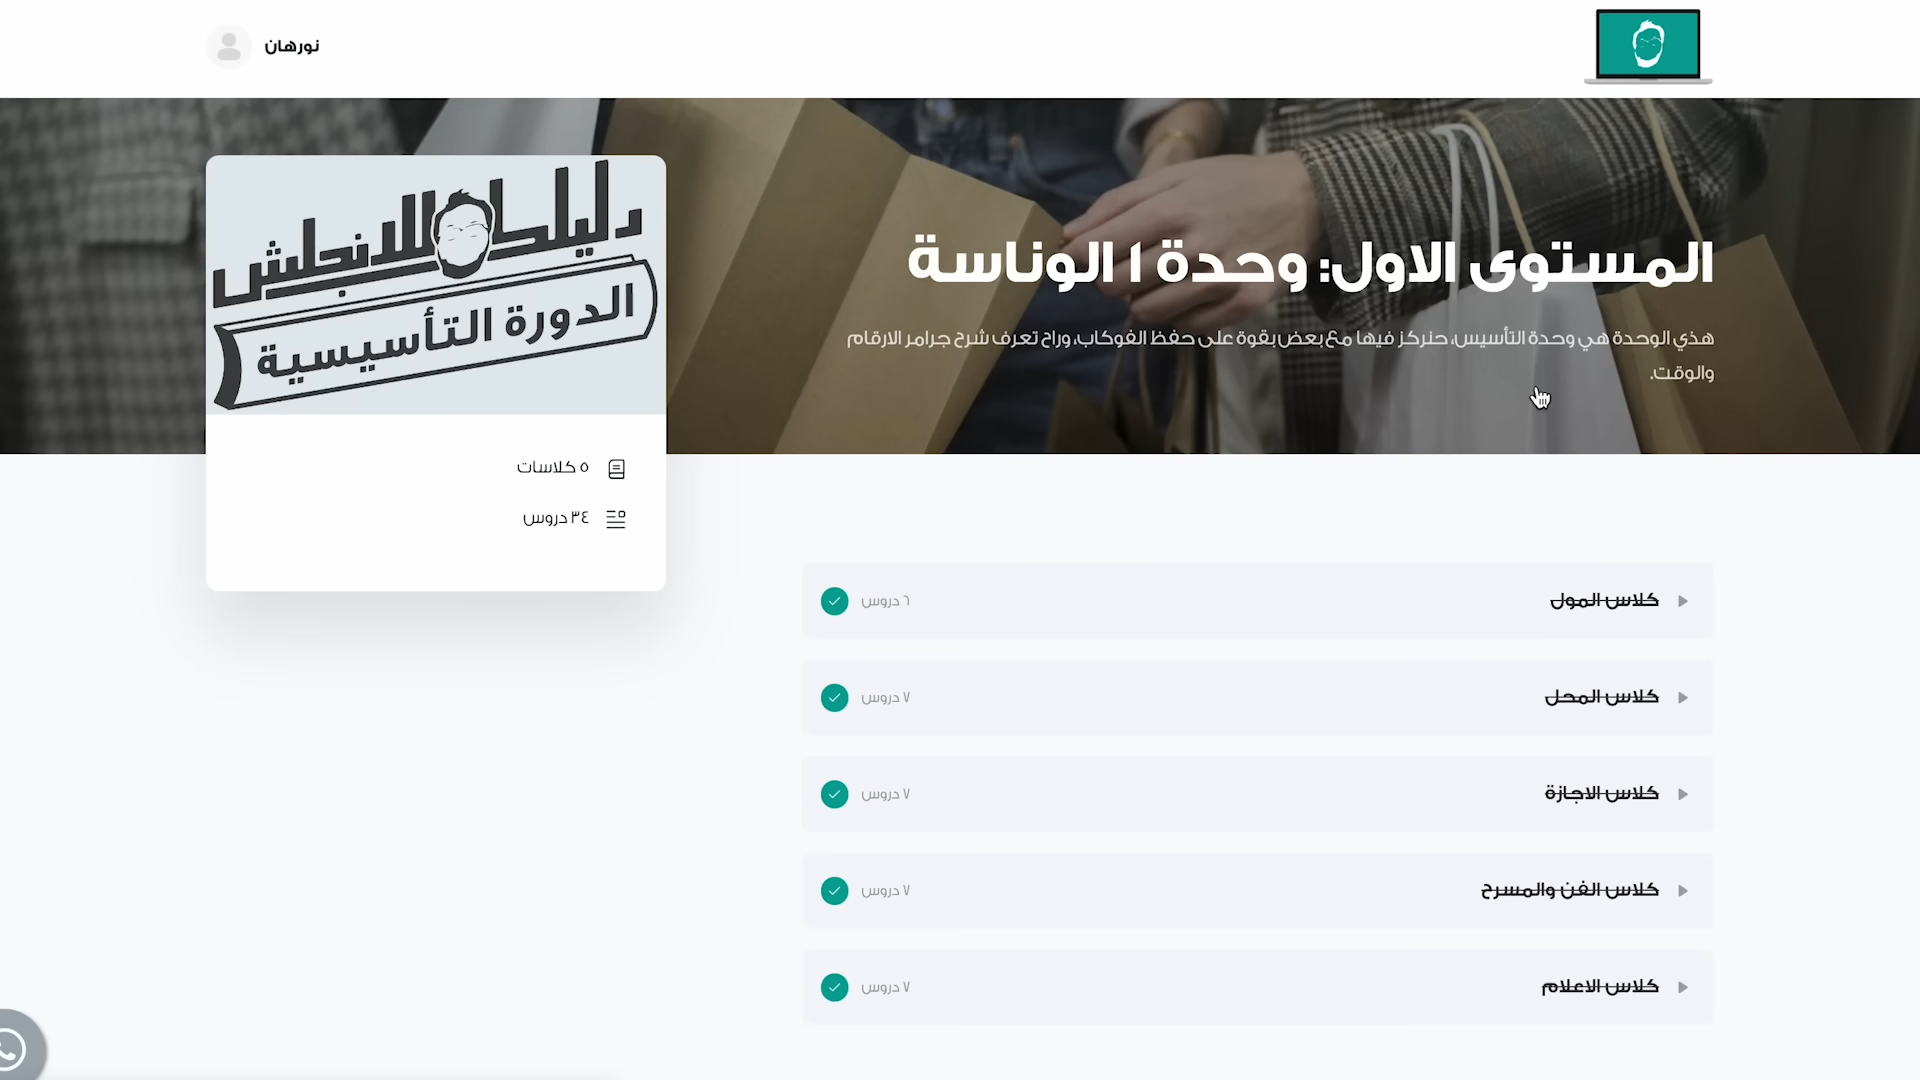 نورهان
دليلك للانجلش
الدورة التأسيسية
المستوى الاول: وحدة ١ الوناسة
هذي الوحدة هي وحدة التأسيس، حنركز فيها مع بعض بقوة على حفظ الفوكاب، وراح تعرف شرح جرامر الارقام
والوقت.
٥ كلاسات
٣٤ دروس
كلاس المول
٦ دروس
كلاس المحل
٧ دروس
كلاس الاجازة
٧ دروس
كلاس الفن والمسرح
٧ دروس
كلاس الاعلام
٧ دروس